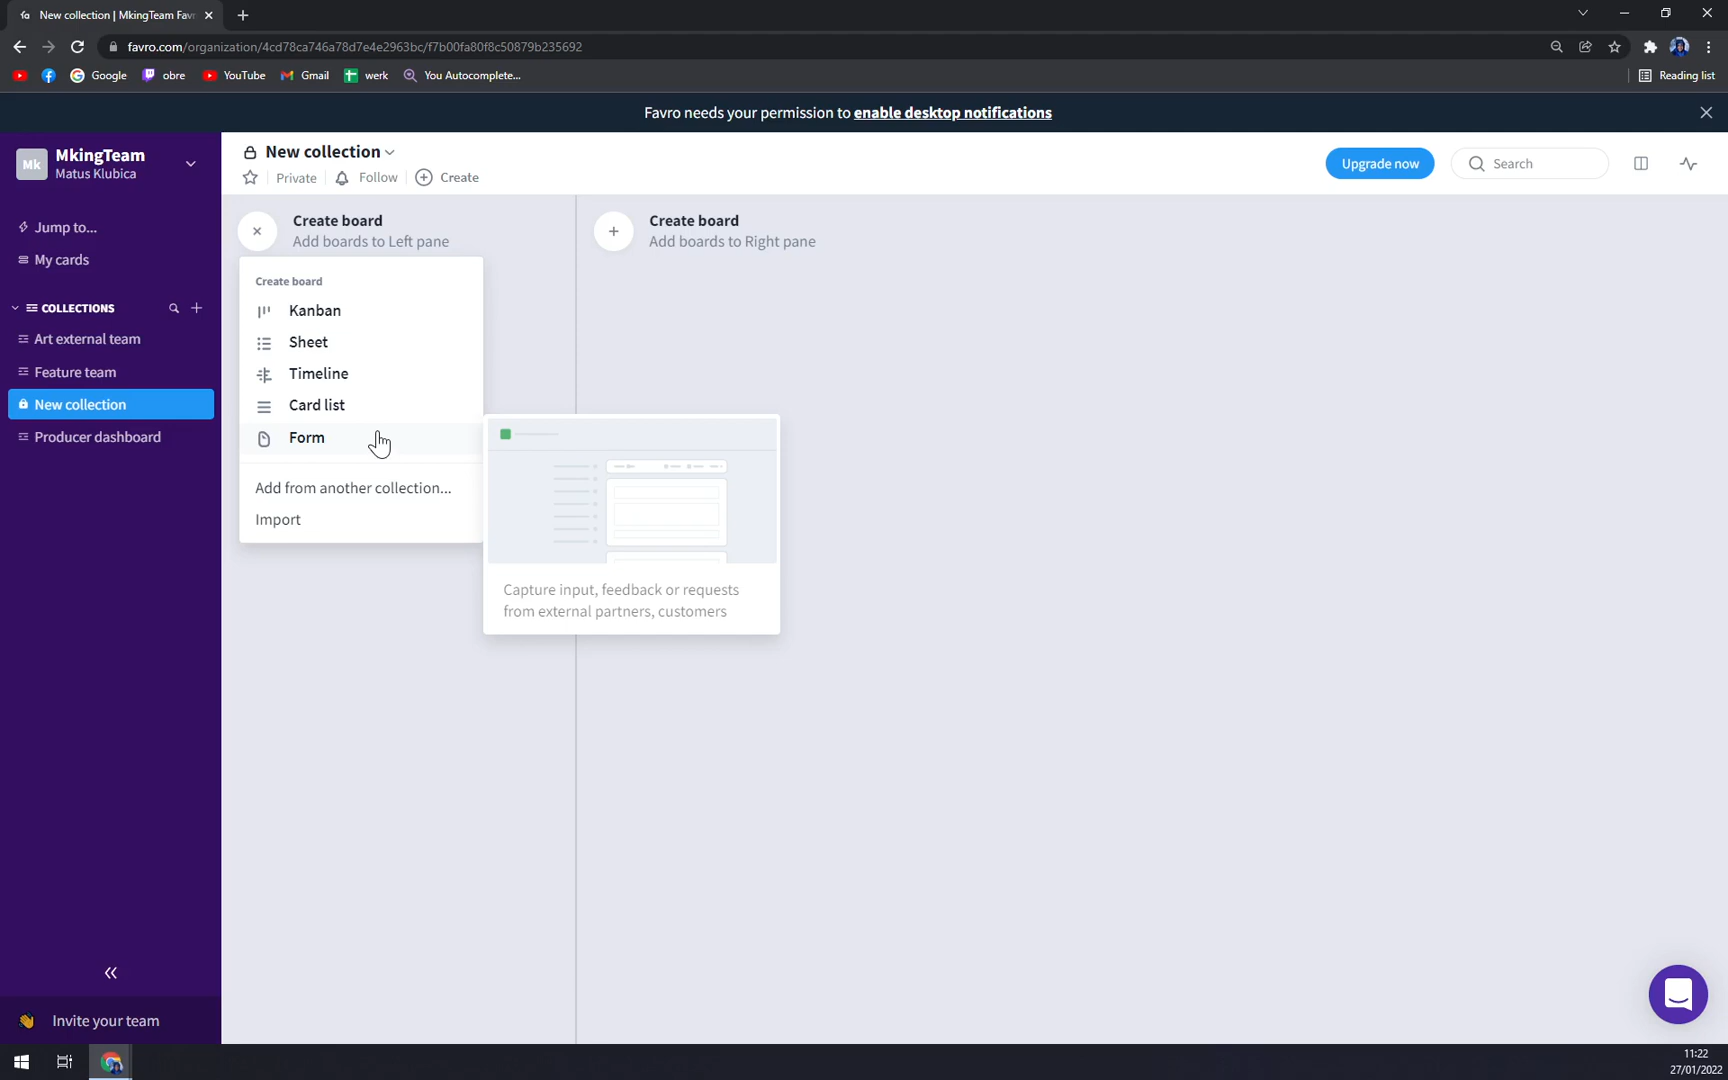 New collection | MkingTeam Fav
favro.com/organization/4cd78ca746a78d7e4e2963bc/f7b00fa80f8c50879b235692
Google
obre
YouTube
Gmail
werk
You Autocomplete...
Reading list
Favro needs your permission to enable desktop notifications
Mk
MkingTeam
Matus Klubica
New collection
Private
Follow
Create
Upgrade now
Search
Jump to...
My cards
COLLECTIONS
Art external team
Feature team
New collection
Producer dashboard
Create board
Add boards to Left pane
Create board
Add boards to Right pane
Create board
Kanban
Sheet
Timeline
Card list
Form
Add from another collection...
Import
Capture input, feedback or requests
from external partners, customers
Invite your team
11:22
27/01/2022